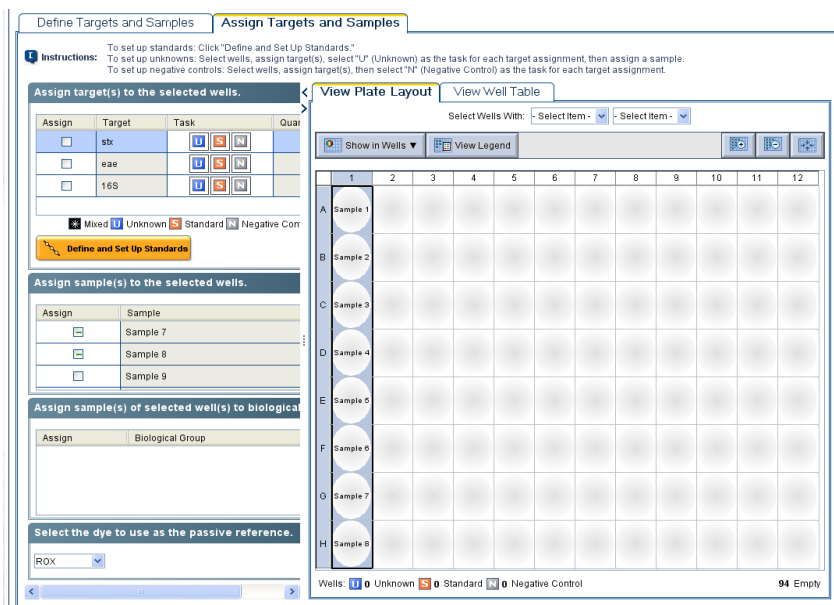 Define Targets and Samples
Assign Targets and Samples
Instructions:
To set up standards: Click "Define and Set Up Standards."
To set up unknowns: Select wells, assign target(s), select "U" (Unknown) as the task for each target assignment, then assign a sample.
To set up negative controls: Select wells, assign target(s), then select "N" (Negative Control) as the task for each target assignment.
Assign target(s) to the selected wells.
Assign Target Task Quar
stx U S N
eae U S N
16S U S N
Mixed U Unknown S Standard N Negative Con
Define and Set Up Standards
Assign sample(s) to the selected wells.
Assign Sample
Sample 7
Sample 8
Sample 9
Assign sample(s) of selected well(s) to biological
Assign Biological Group
Select the dye to use as the passive reference.
ROX
View Plate Layout
View Well Table
Select Wells With: - Select Item - - Select Item -
Show in Wells ▼ View Legend
1 2 3 4 5 6 7 8 9 10 11 12
A Sample 1
B Sample 2
C Sample 3
D Sample 4
E Sample 5
F Sample 6
G Sample 7
H Sample 8
Wells: U 0 Unknown S 0 Standard N 0 Negative Control 94 Empty